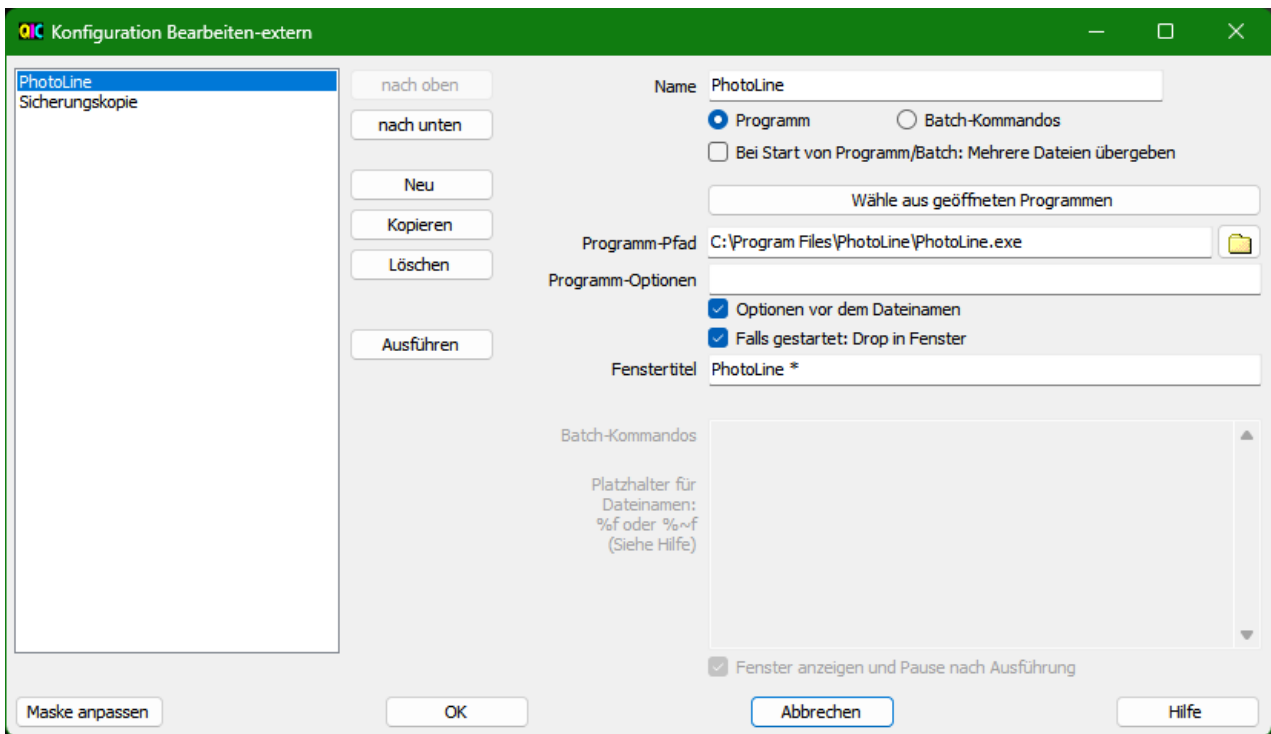 QIC Konfiguration Bearbeiten-extern
PhotoLine
Sicherungskopie
nach oben
nach unten
Neu
Kopieren
Löschen
Ausführen
Name PhotoLine
Programm Batch-Kommandos
Bei Start von Programm/Batch: Mehrere Dateien übergeben
Wähle aus geöffneten Programmen
Programm-Pfad C:\Program Files\PhotoLine\PhotoLine.exe
Programm-Optionen
Optionen vor dem Dateinamen
Falls gestartet: Drop in Fenster
Fenstertitel PhotoLine *
Batch-Kommandos
Platzhalter für
Dateinamen:
%f oder %~f
(Siehe Hilfe)
Fenster anzeigen und Pause nach Ausführung
Maske anpassen OK Abbrechen Hilfe